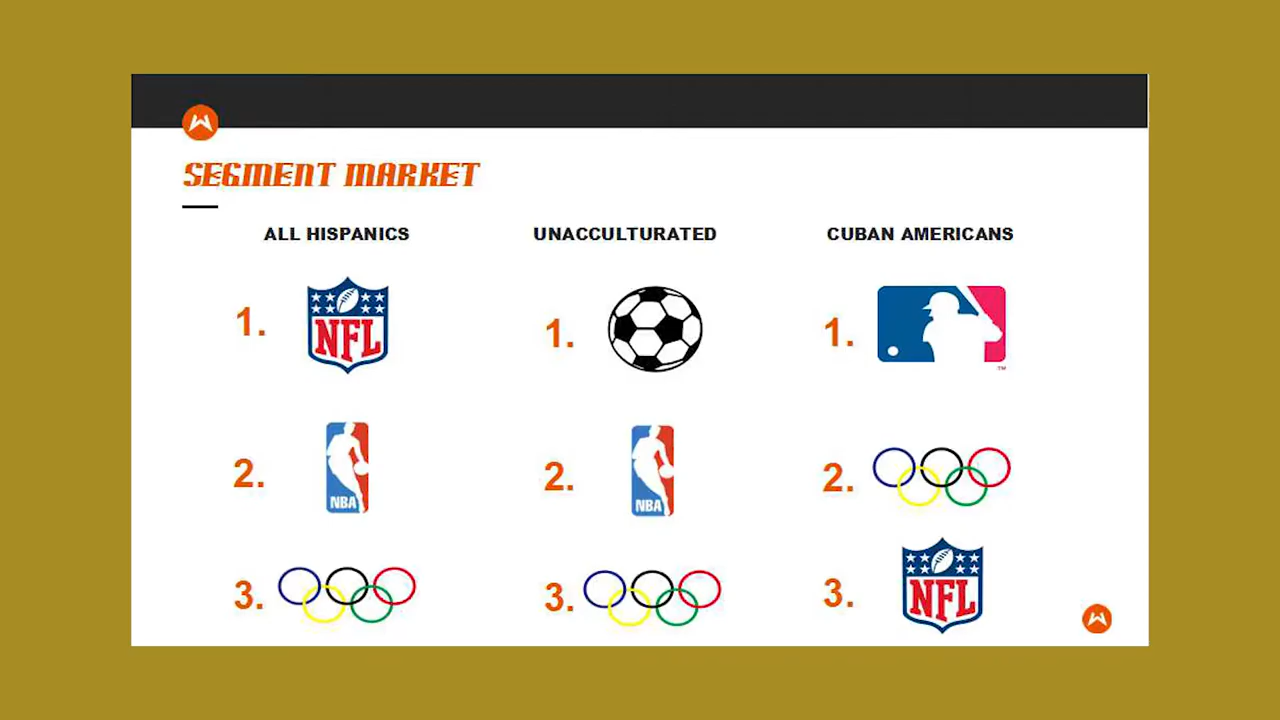 SEGMENT MARKET
ALL HISPANICS
UNACCULTURATED
CUBAN AMERICANS
1.
NFL
1.
1.
TM
2.
NBA
2.
NBA
2.
3.
3.
3.
NFL